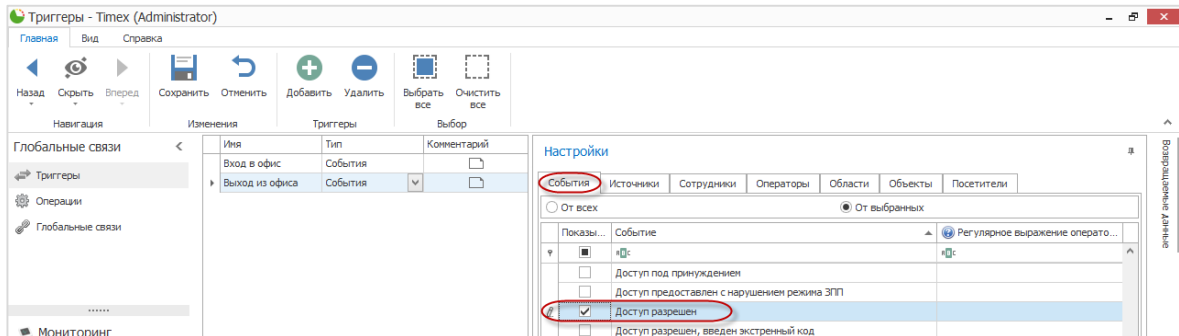 Триггеры - Timex (Administrator)
Главная Вид Справка
Назад Скрыть Вперед Сохранить Отменить Добавить Удалить Выбрать все Очистить все
Навигация Изменения Триггеры Выбор
Глобальные связи
Триггеры
Операции
Глобальные связи
Мониторинг
Имя Тип Комментарий
Вход в офис События
Выход из офиса События
Настройки
События Источники Сотрудники Операторы Области Объекты Посетители
От всех От выбранных
Показы... Событие Регулярное выражение операто...
Доступ под принуждением
Доступ предоставлен с нарушением режима ЗПП
Доступ разрешен
Доступ разрешен, введен экстренный код
Возвращаемые данные